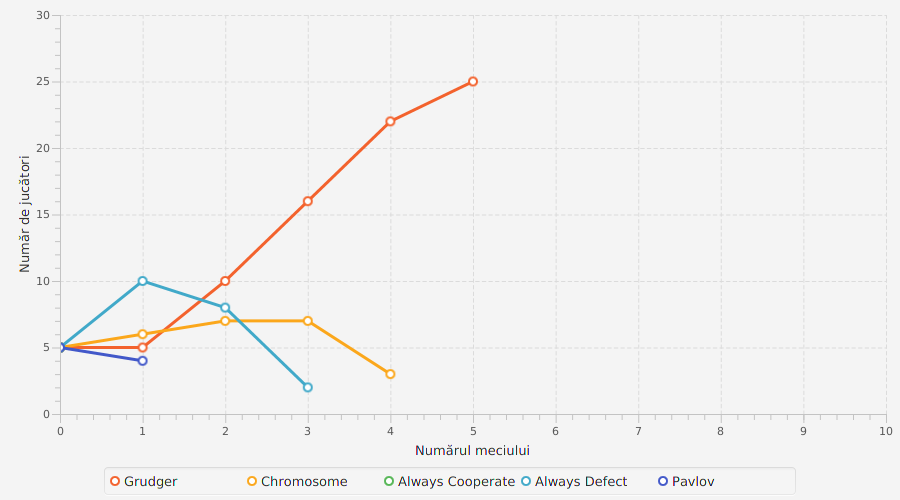 30
25
20
15
10
5
0
Număr de jucători
0 1 2 3 4 5 6 7 8 9 10
Numărul meciului
Grudger Chromosome Always Cooperate Always Defect Pavlov